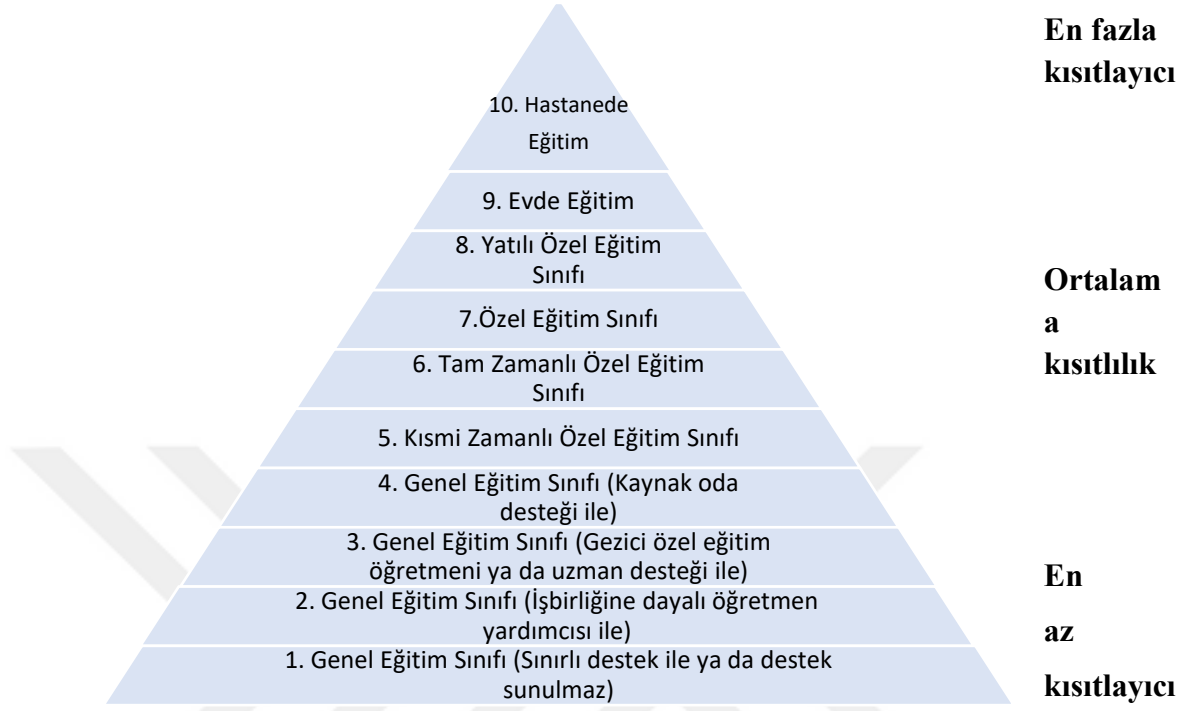 En fazla
kısıtlayıcı
10. Hastanede
Eğitim
9. Evde Eğitim
8. Yatılı Özel Eğitim
Sınıfı
7.Özel Eğitim Sınıfı
6. Tam Zamanlı Özel Eğitim
Sınıfı
Ortalam
a
kısıtlılık
5. Kısmi Zamanlı Özel Eğitim Sınıfı
4. Genel Eğitim Sınıfı (Kaynak oda
desteği ile)
3. Genel Eğitim Sınıfı (Gezici özel eğitim
öğretmeni ya da uzman desteği ile)
2. Genel Eğitim Sınıfı (İşbirliğine dayalı öğretmen
yardımcısı ile)
1. Genel Eğitim Sınıfı (Sınırlı destek ile ya da destek
sunulmaz)
En
az
kısıtlayıcı